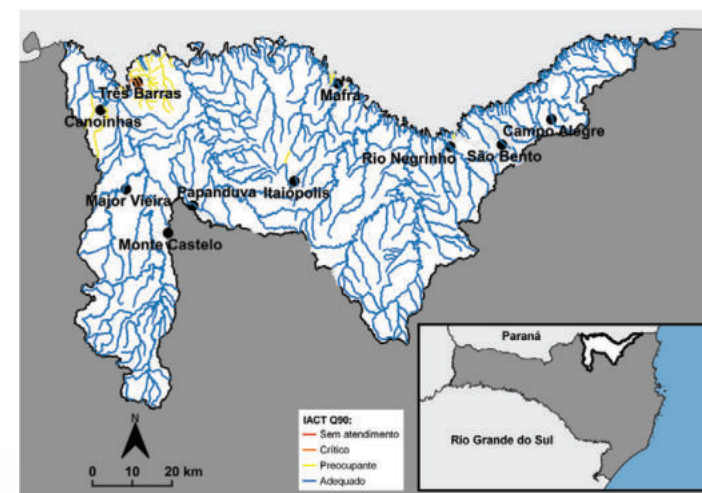 Três Barras
Canoinhas
Mafra
Campo Alegre
Rio Negrinho
São Bento
Major Vieira
Papanduva
Itaiópolis
Monte Castelo
N
0 10 20 km
IACT Q90:
Sem atendimento
Crítico
Preocupante
Adequado
Paraná
Rio Grande do Sul